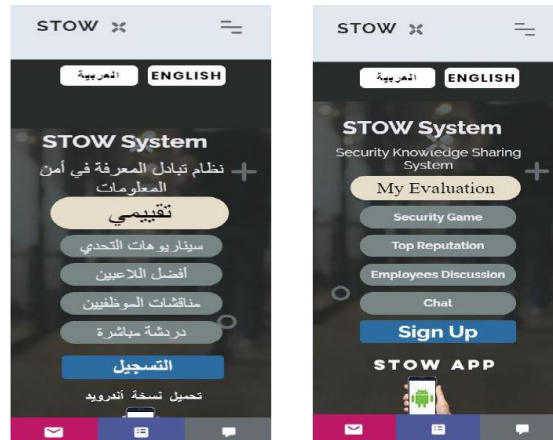 STOW
العربية ENGLISH
STOW System
نظام تبادل المعرفة في أمن
المعلومات
تقييمي
سيناريوهات التحدي
أفضل اللاعبين
مناقشات الموظفين
دردشة مباشرة
التسجيل
تحميل نسخة أندرويد
STOW
العربية ENGLISH
STOW System
Security Knowledge Sharing
System
My Evaluation
Security Game
Top Reputation
Employees Discussion
Chat
Sign Up
STOW APP